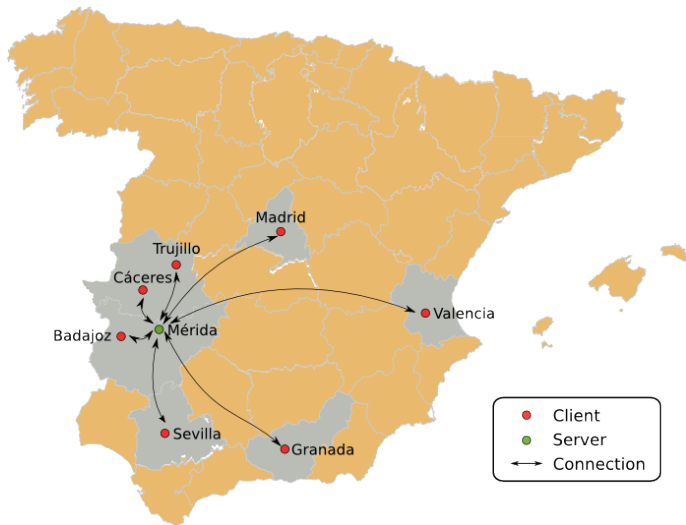 Madrid
Trujillo
Cáceres
Valencia
Badajoz
Mérida
Sevilla
Granada
Client
Server
Connection